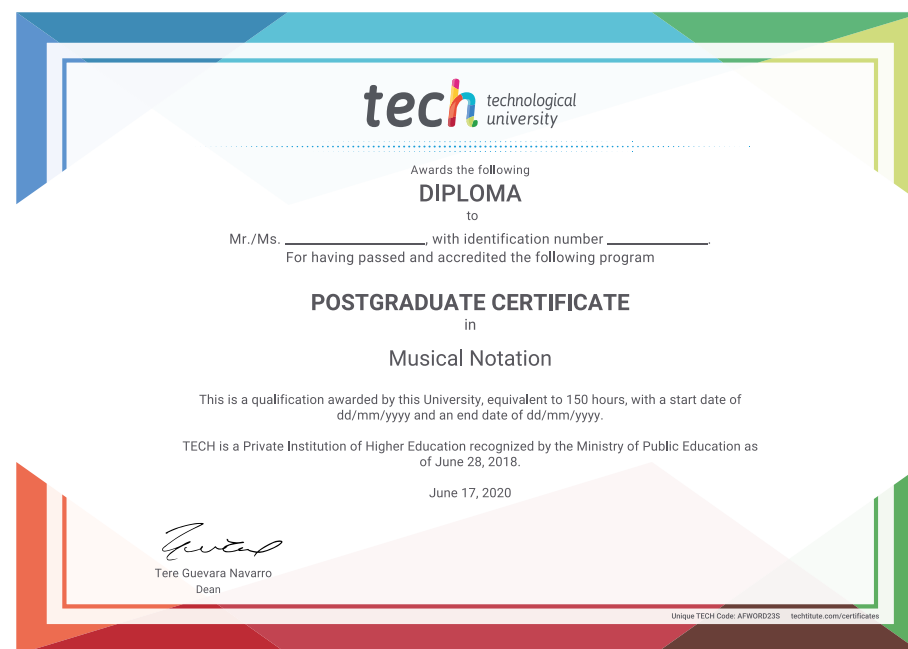 tech technological
university
Awards the following
DIPLOMA
to
Mr./Ms. ____________________, with identification number ______________.
For having passed and accredited the following program
POSTGRADUATE CERTIFICATE
in
Musical Notation
This is a qualification awarded by this University, equivalent to 150 hours, with a start date of
dd/mm/yyyy and an end date of dd/mm/yyyy.
TECH is a Private Institution of Higher Education recognized by the Ministry of Public Education as
of June 28, 2018.
June 17, 2020
Tere Guevara Navarro
Dean
Unique TECH Code: AFWORD23S techtitute.com/certificates